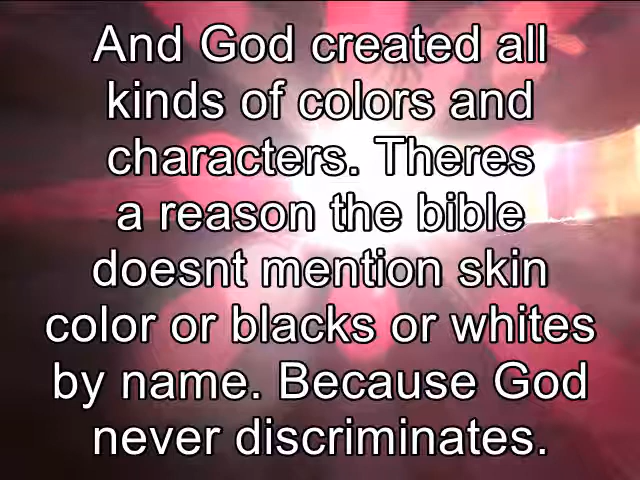 And God created all
kinds of colors and
characters. Theres
a reason the bible
doesnt mention skin
color or blacks or whites
by name. Because God
never discriminates.